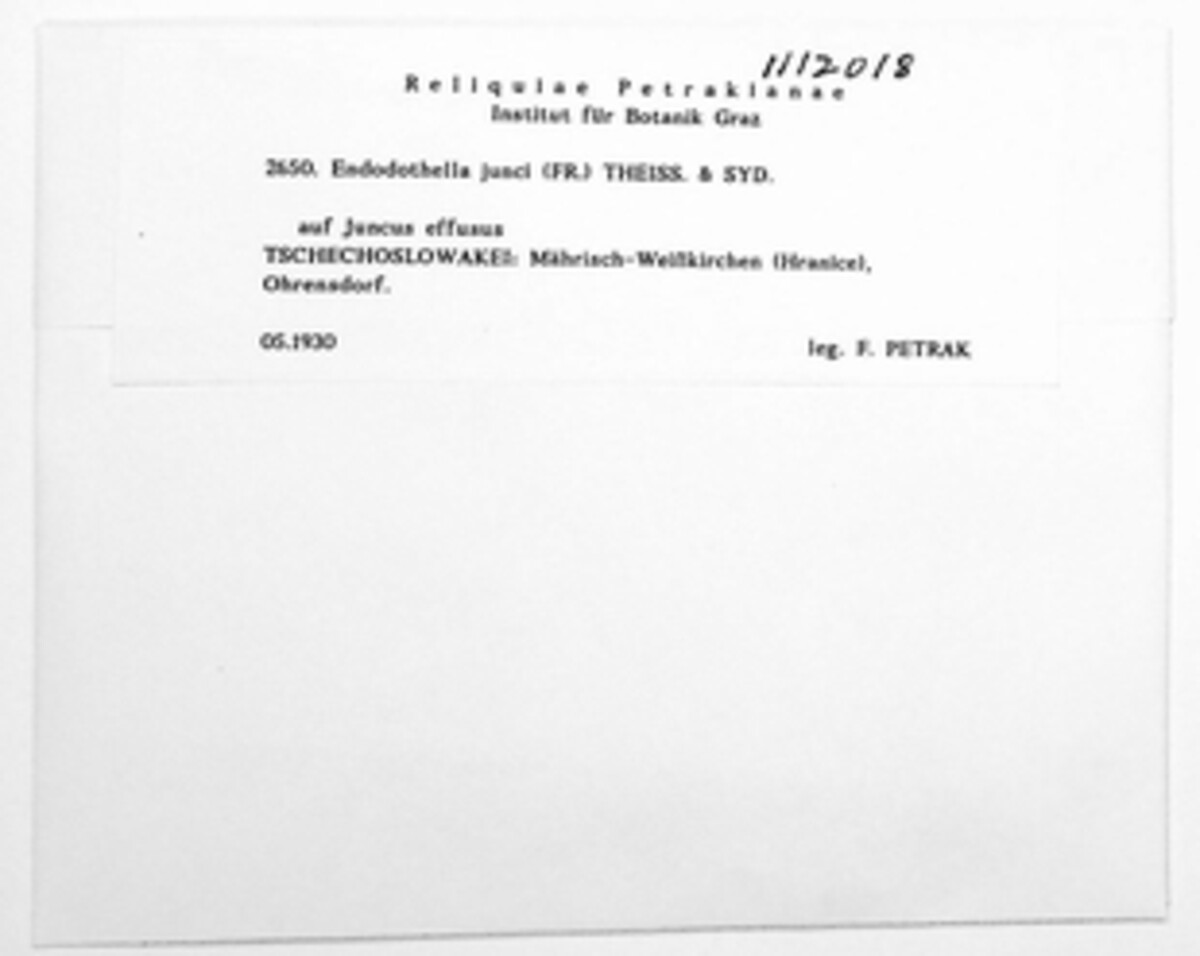 1112018
Reliquiae Petrakianae
Institut für Botanik Graz
2650. Endodothella junci (FR.) THEISS. & SYD.
auf Juncus effusus
TSCHECHOSLOWAKEI: Mährisch-Weißkirchen (Hranice),
Ohrensdorf.
05.1930
leg. F. PETRAK